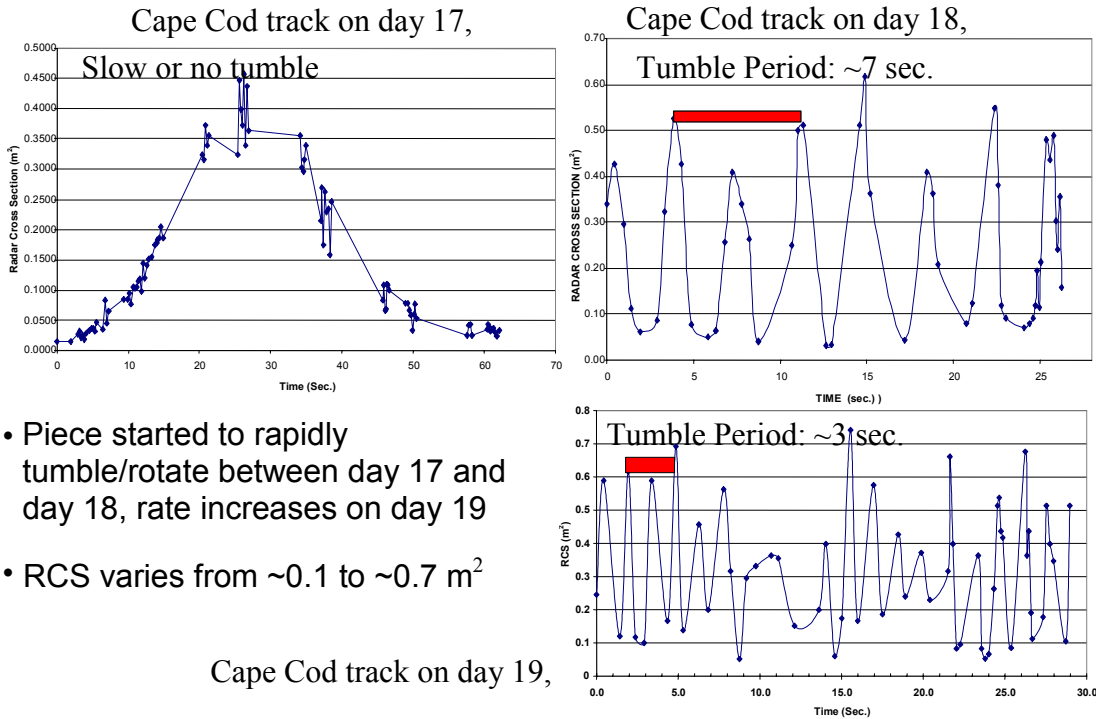 Cape Cod track on day 17,
Slow or no tumble
0.5000
0.4500
0.4000
0.3500
0.3000
0.2500
0.2000
0.1500
0.1000
0.0500
0.0000
Radar Cross Section (m²)
0 10 20 30 40 50 60 70
Time (Sec.)
Cape Cod track on day 18,
Tumble Period: ~7 sec.
0.70
0.60
0.50
0.40
0.30
0.20
0.10
0.00
RADAR CROSS SECTION (m²)
0 5 10 15 20 25
TIME (sec.) )
• Piece started to rapidly
tumble/rotate between day 17 and
day 18, rate increases on day 19
• RCS varies from ~0.1 to ~0.7 m²
Cape Cod track on day 19,
Tumble Period: ~3 sec.
0.8
0.7
0.6
0.5
0.4
0.3
0.2
0.1
0
RCS (m²)
0.0 5.0 10.0 15.0 20.0 25.0 30.0
Time (Sec.)